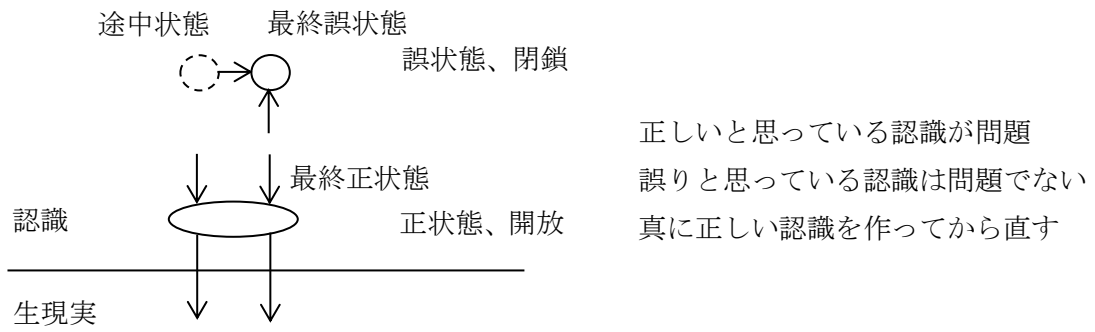 途中状態
最終誤状態
誤状態、閉鎖
正しいと思っている認識が問題
最終正状態
誤りと思っている認識は問題でない
認識
正状態、開放
真に正しい認識を作ってから直す
生現実